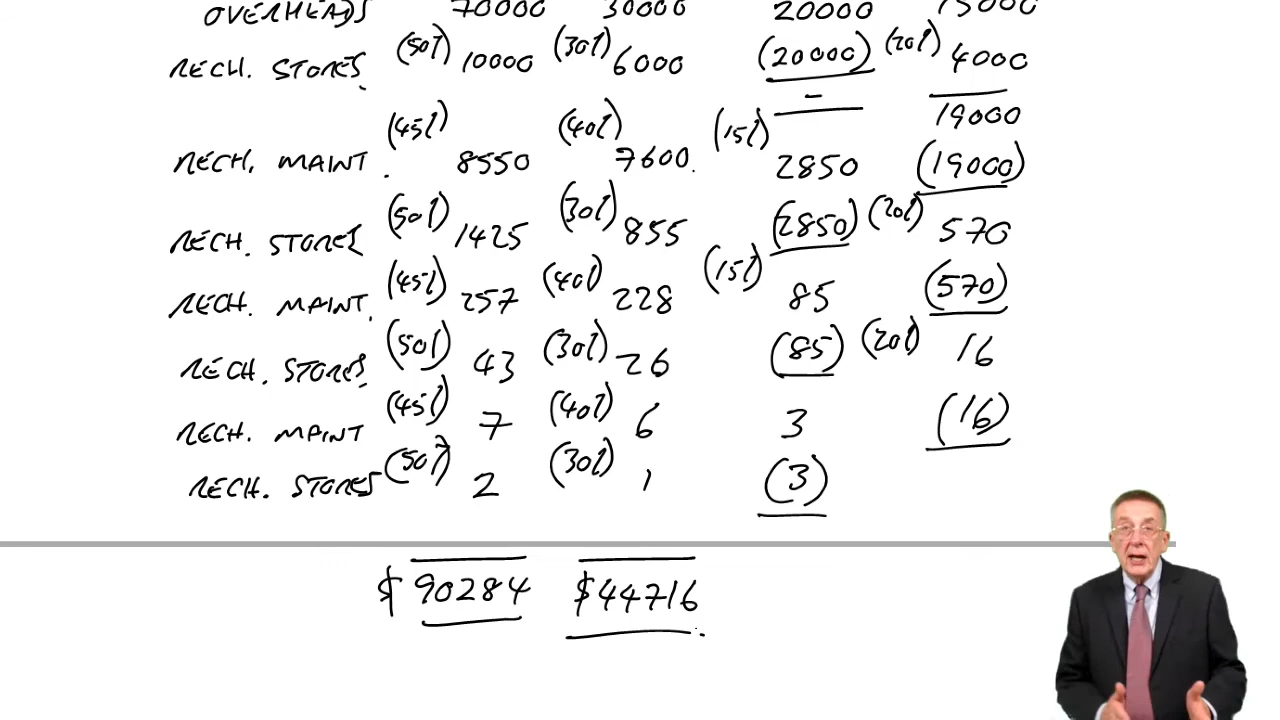 OVERHEADS 70000 30000 20000 15000
RECH. STORES (50%) 10000 (30%) 6000 (20000) (20%) 4000
- 19000
RECH. MAINT. (45%) 8550 (40%) 7600 (15%) 2850 (19000)
RECH. STORES (50%) 1425 (30%) 855 (2850) (20%) 570
RECH. MAINT. (45%) 257 (40%) 228 (15%) 85 (570)
RECH. STORES (50%) 43 (30%) 26 (85) (20%) 16
RECH. MAINT (45%) 7 (40%) 6 3 (16)
RECH. STORES (50%) 2 (30%) 1 (3)
$ 90284 $44716